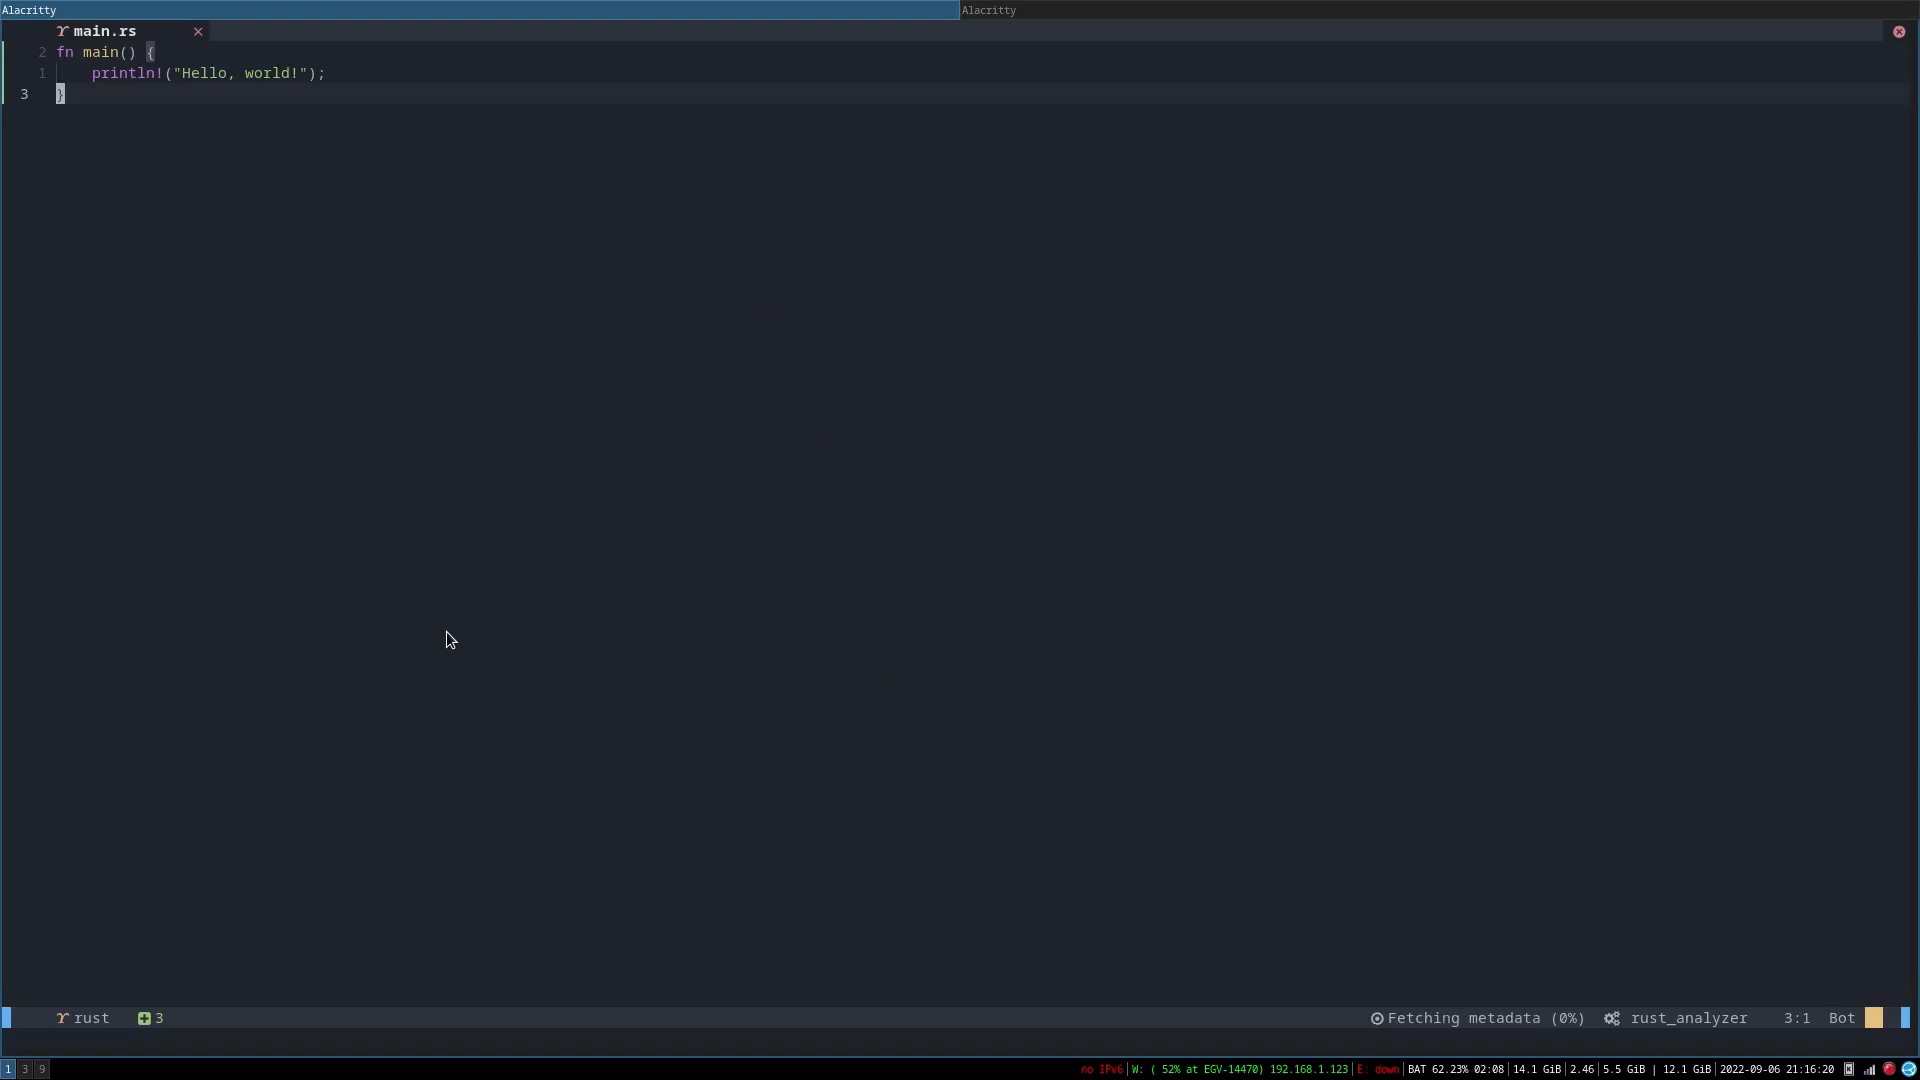 Alacritty Alacritty
main.rs
2 fn main() {
1 println!("Hello, world!");
3 }
rust 3 Fetching metadata (0%) rust_analyzer 3:1 Bot
1 3 9 no IPv6|W: ( 52% at EGV-14470) 192.168.1.123|E: down|BAT 62.23% 02:08|14.1 GiB|2.46|5.5 GiB | 12.1 GiB|2022-09-06 21:16:20